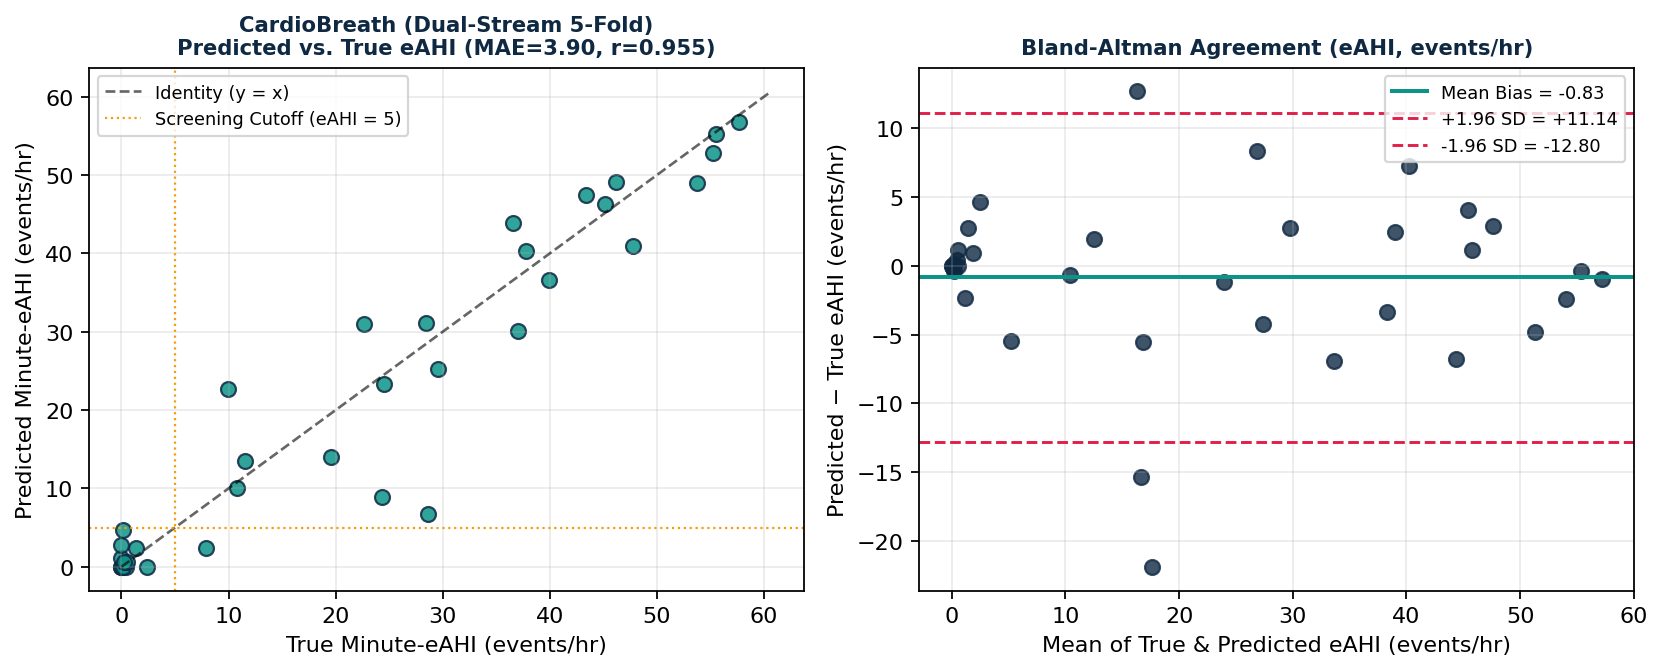 CardioBreath (Dual-Stream 5-Fold)
Predicted vs. True eAHI (MAE=3.90, r=0.955)
Identity (y = x)
Screening Cutoff (eAHI = 5)
Predicted Minute-eAHI (events/hr)
60
50
40
30
20
10
0
0 10 20 30 40 50 60
True Minute-eAHI (events/hr)
Bland-Altman Agreement (eAHI, events/hr)
Mean Bias = -0.83
+1.96 SD = +11.14
-1.96 SD = -12.80
Predicted − True eAHI (events/hr)
10
5
0
−5
−10
−15
−20
0 10 20 30 40 50 60
Mean of True & Predicted eAHI (events/hr)